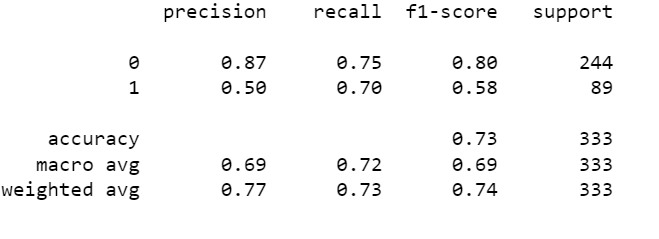 precision recall f1-score support
0 0.87 0.75 0.80 244
1 0.50 0.70 0.58 89
accuracy 0.73 333
macro avg 0.69 0.72 0.69 333
weighted avg 0.77 0.73 0.74 333